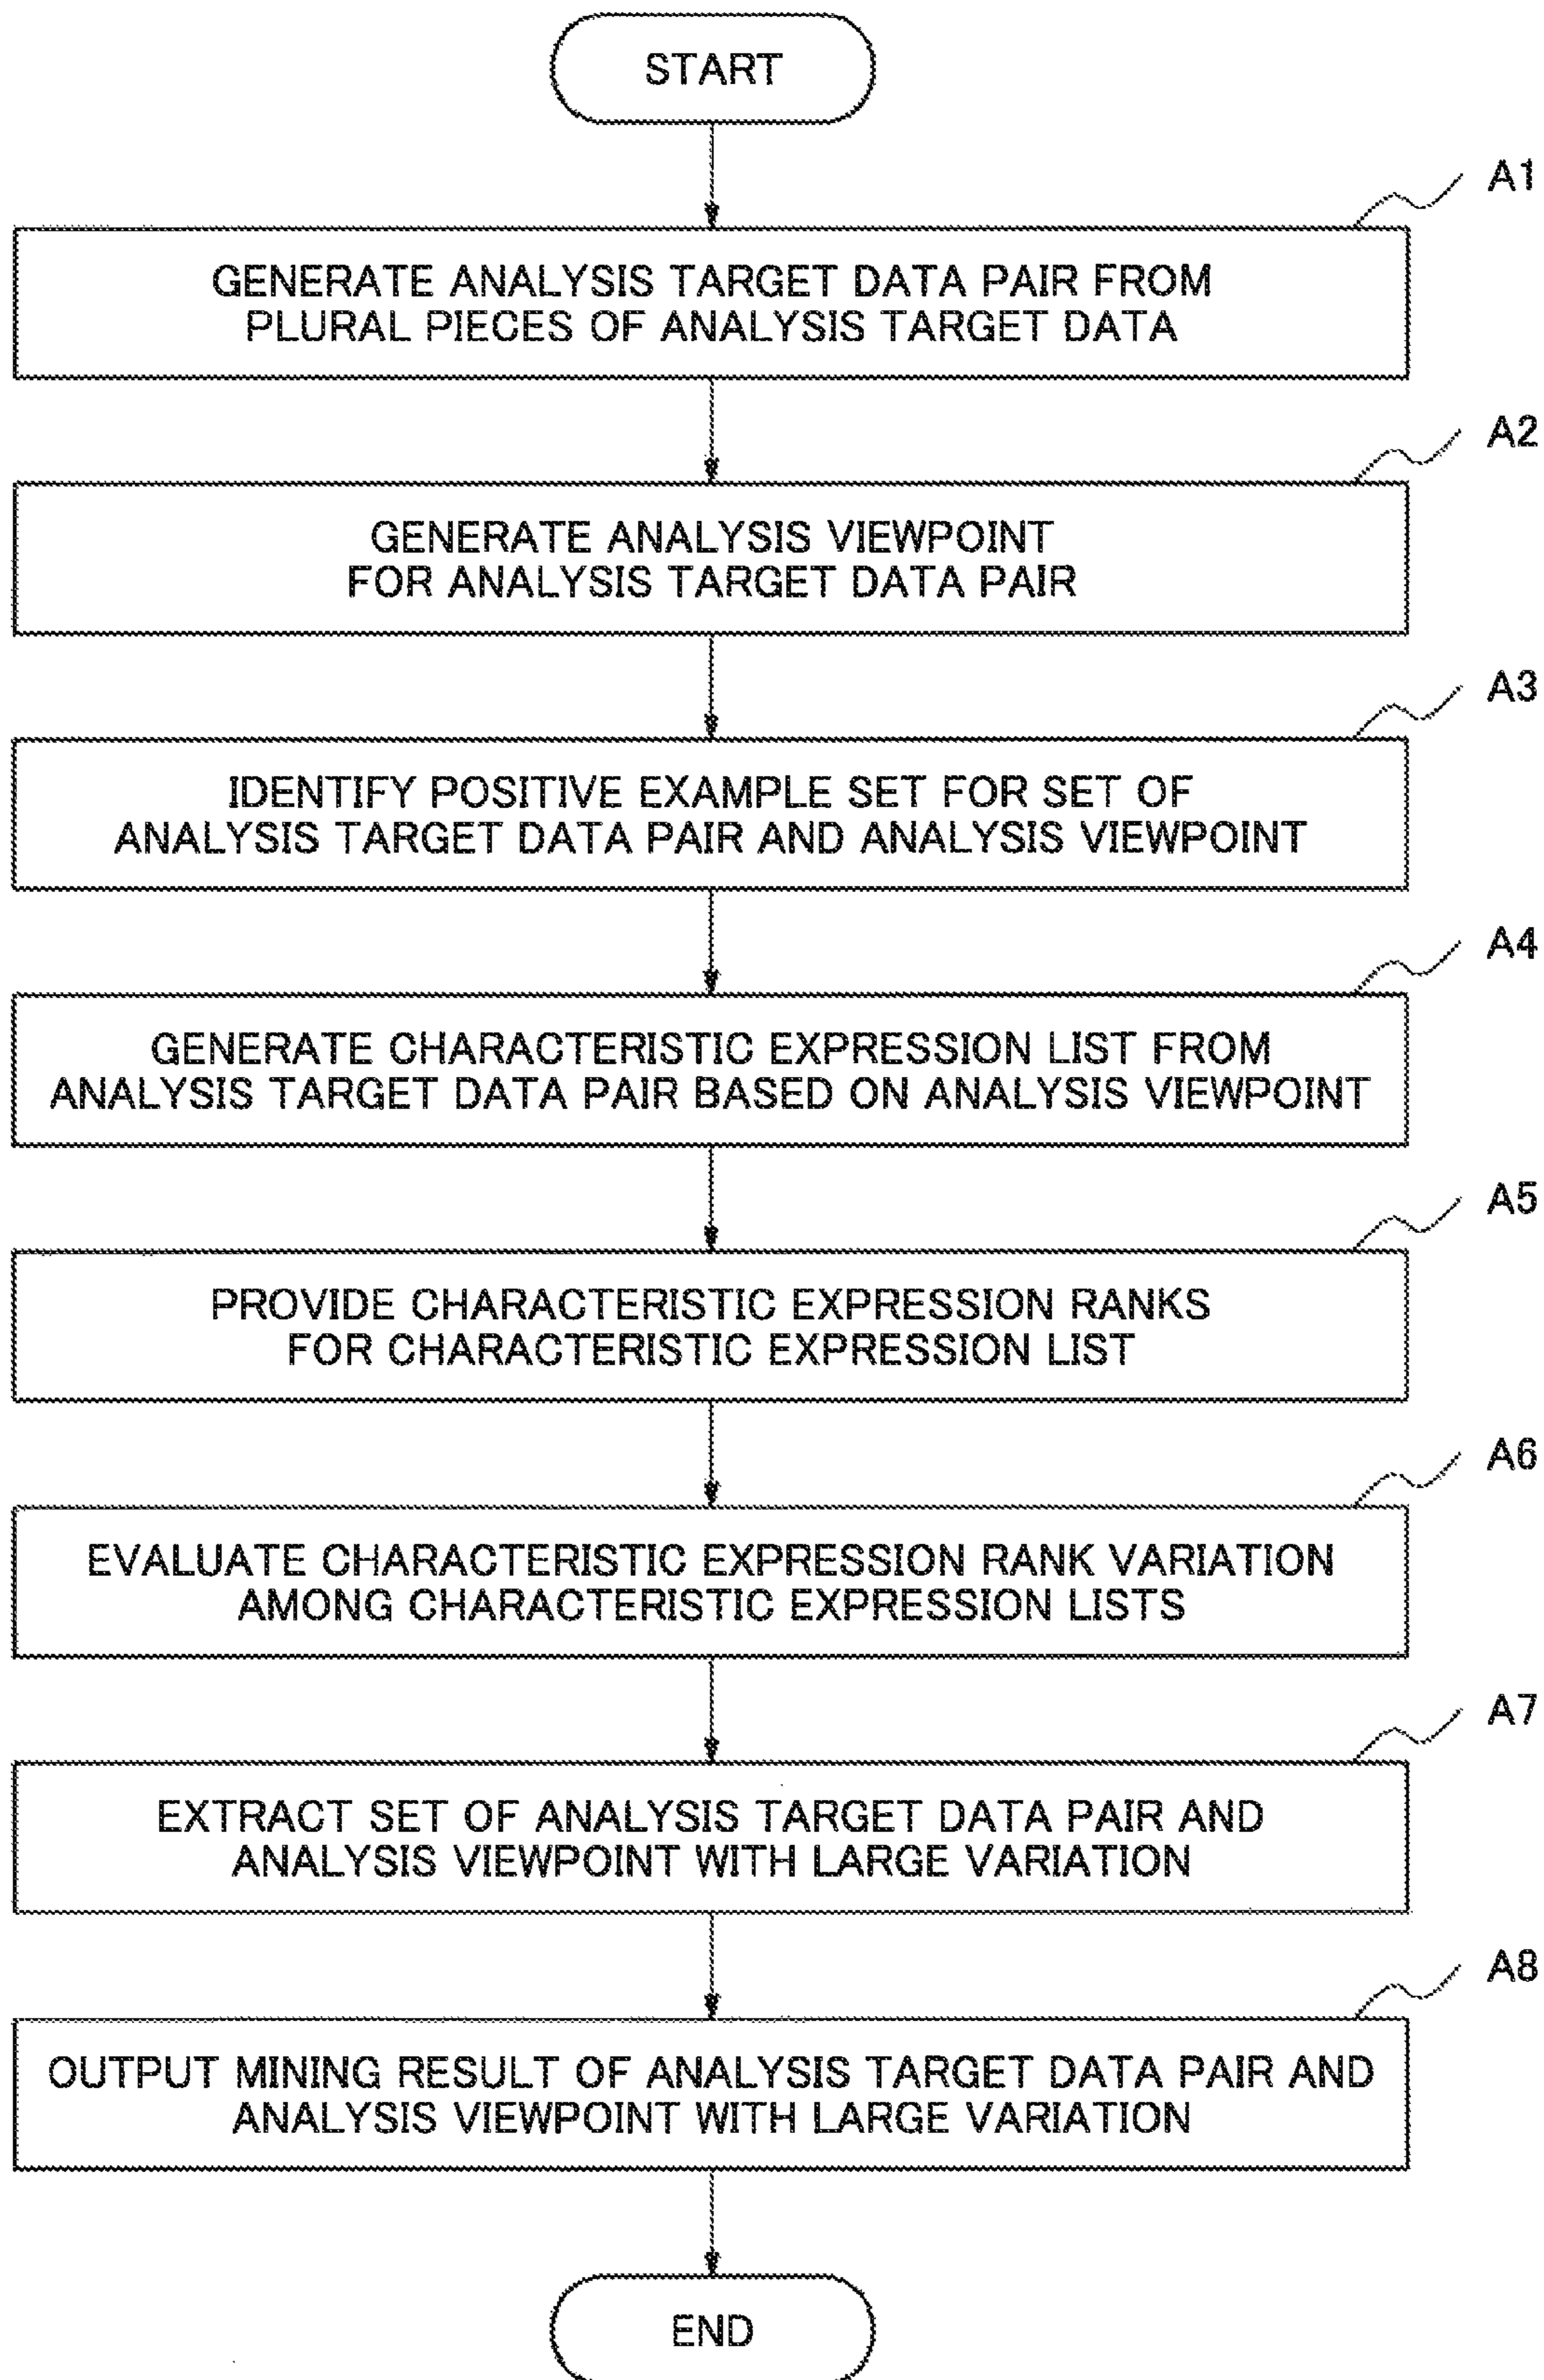 START
A1
GENERATE ANALYSIS TARGET DATA PAIR FROM
PLURAL PIECES OF ANALYSIS TARGET DATA
A2
GENERATE ANALYSIS VIEWPOINT
FOR ANALYSIS TARGET DATA PAIR
A3
IDENTIFY POSITIVE EXAMPLE SET FOR SET OF
ANALYSIS TARGET DATA PAIR AND ANALYSIS VIEWPOINT
A4
GENERATE CHARACTERISTIC EXPRESSION LIST FROM
ANALYSIS TARGET DATA PAIR BASED ON ANALYSIS VIEWPOINT
A5
PROVIDE CHARACTERISTIC EXPRESSION RANKS
FOR CHARACTERISTIC EXPRESSION LIST
A6
EVALUATE CHARACTERISTIC EXPRESSION RANK VARIATION
AMONG CHARACTERISTIC EXPRESSION LISTS
A7
EXTRACT SET OF ANALYSIS TARGET DATA PAIR AND
ANALYSIS VIEWPOINT WITH LARGE VARIATION
A8
OUTPUT MINING RESULT OF ANALYSIS TARGET DATA PAIR AND
ANALYSIS VIEWPOINT WITH LARGE VARIATION
END